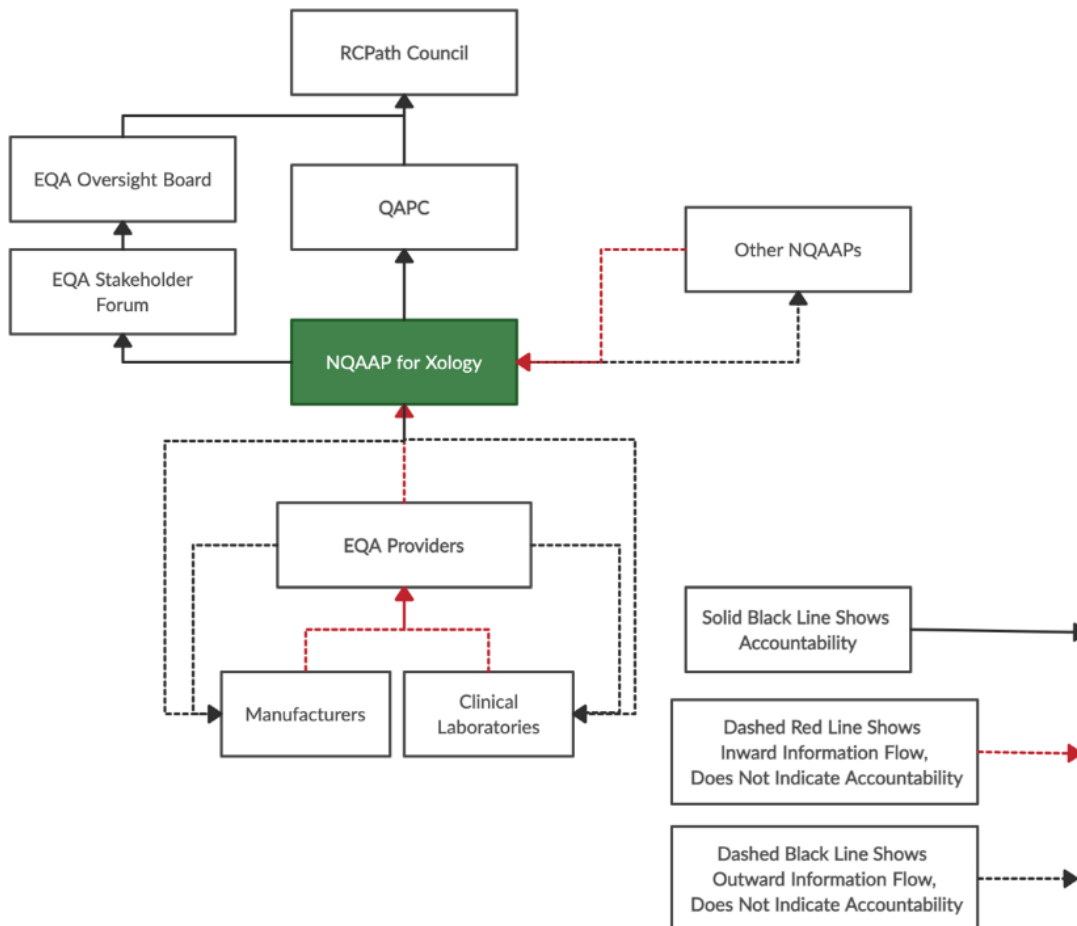 RCPath Council
EQA Oversight Board
QAPC
EQA Stakeholder
Forum
Other NQAAPs
NQAAP for Xology
EQA Providers
Manufacturers
Clinical
Laboratories
Solid Black Line Shows
Accountability
Dashed Red Line Shows
Inward Information Flow,
Does Not Indicate Accountability
Dashed Black Line Shows
Outward Information Flow,
Does Not Indicate Accountability